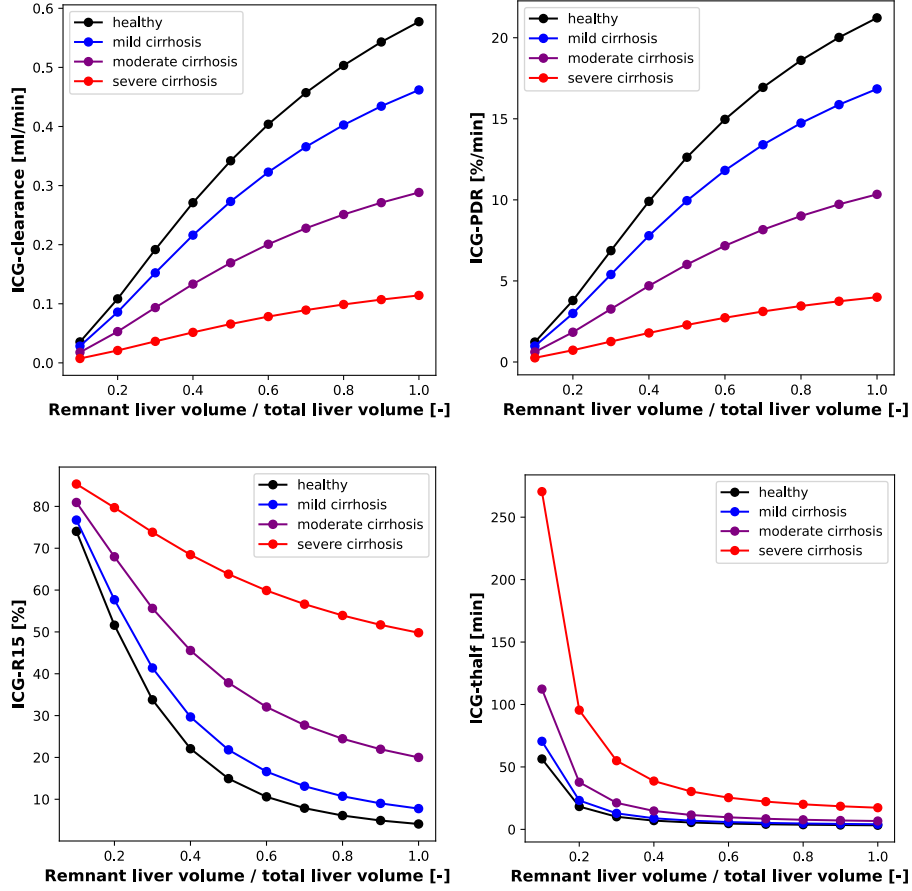 ICG-clearance [ml/min]
0.6
0.5
0.4
0.3
0.2
0.1
0.0
healthy
mild cirrhosis
moderate cirrhosis
severe cirrhosis
0.2 0.4 0.6 0.8 1.0
Remnant liver volume / total liver volume [-]
ICG-PDR [%/min]
20
15
10
5
0
healthy
mild cirrhosis
moderate cirrhosis
severe cirrhosis
0.2 0.4 0.6 0.8 1.0
Remnant liver volume / total liver volume [-]
ICG-R15 [%]
80
70
60
50
40
30
20
10
healthy
mild cirrhosis
moderate cirrhosis
severe cirrhosis
0.2 0.4 0.6 0.8 1.0
Remnant liver volume / total liver volume [-]
ICG-thalf [min]
250
200
150
100
50
0
healthy
mild cirrhosis
moderate cirrhosis
severe cirrhosis
0.2 0.4 0.6 0.8 1.0
Remnant liver volume / total liver volume [-]